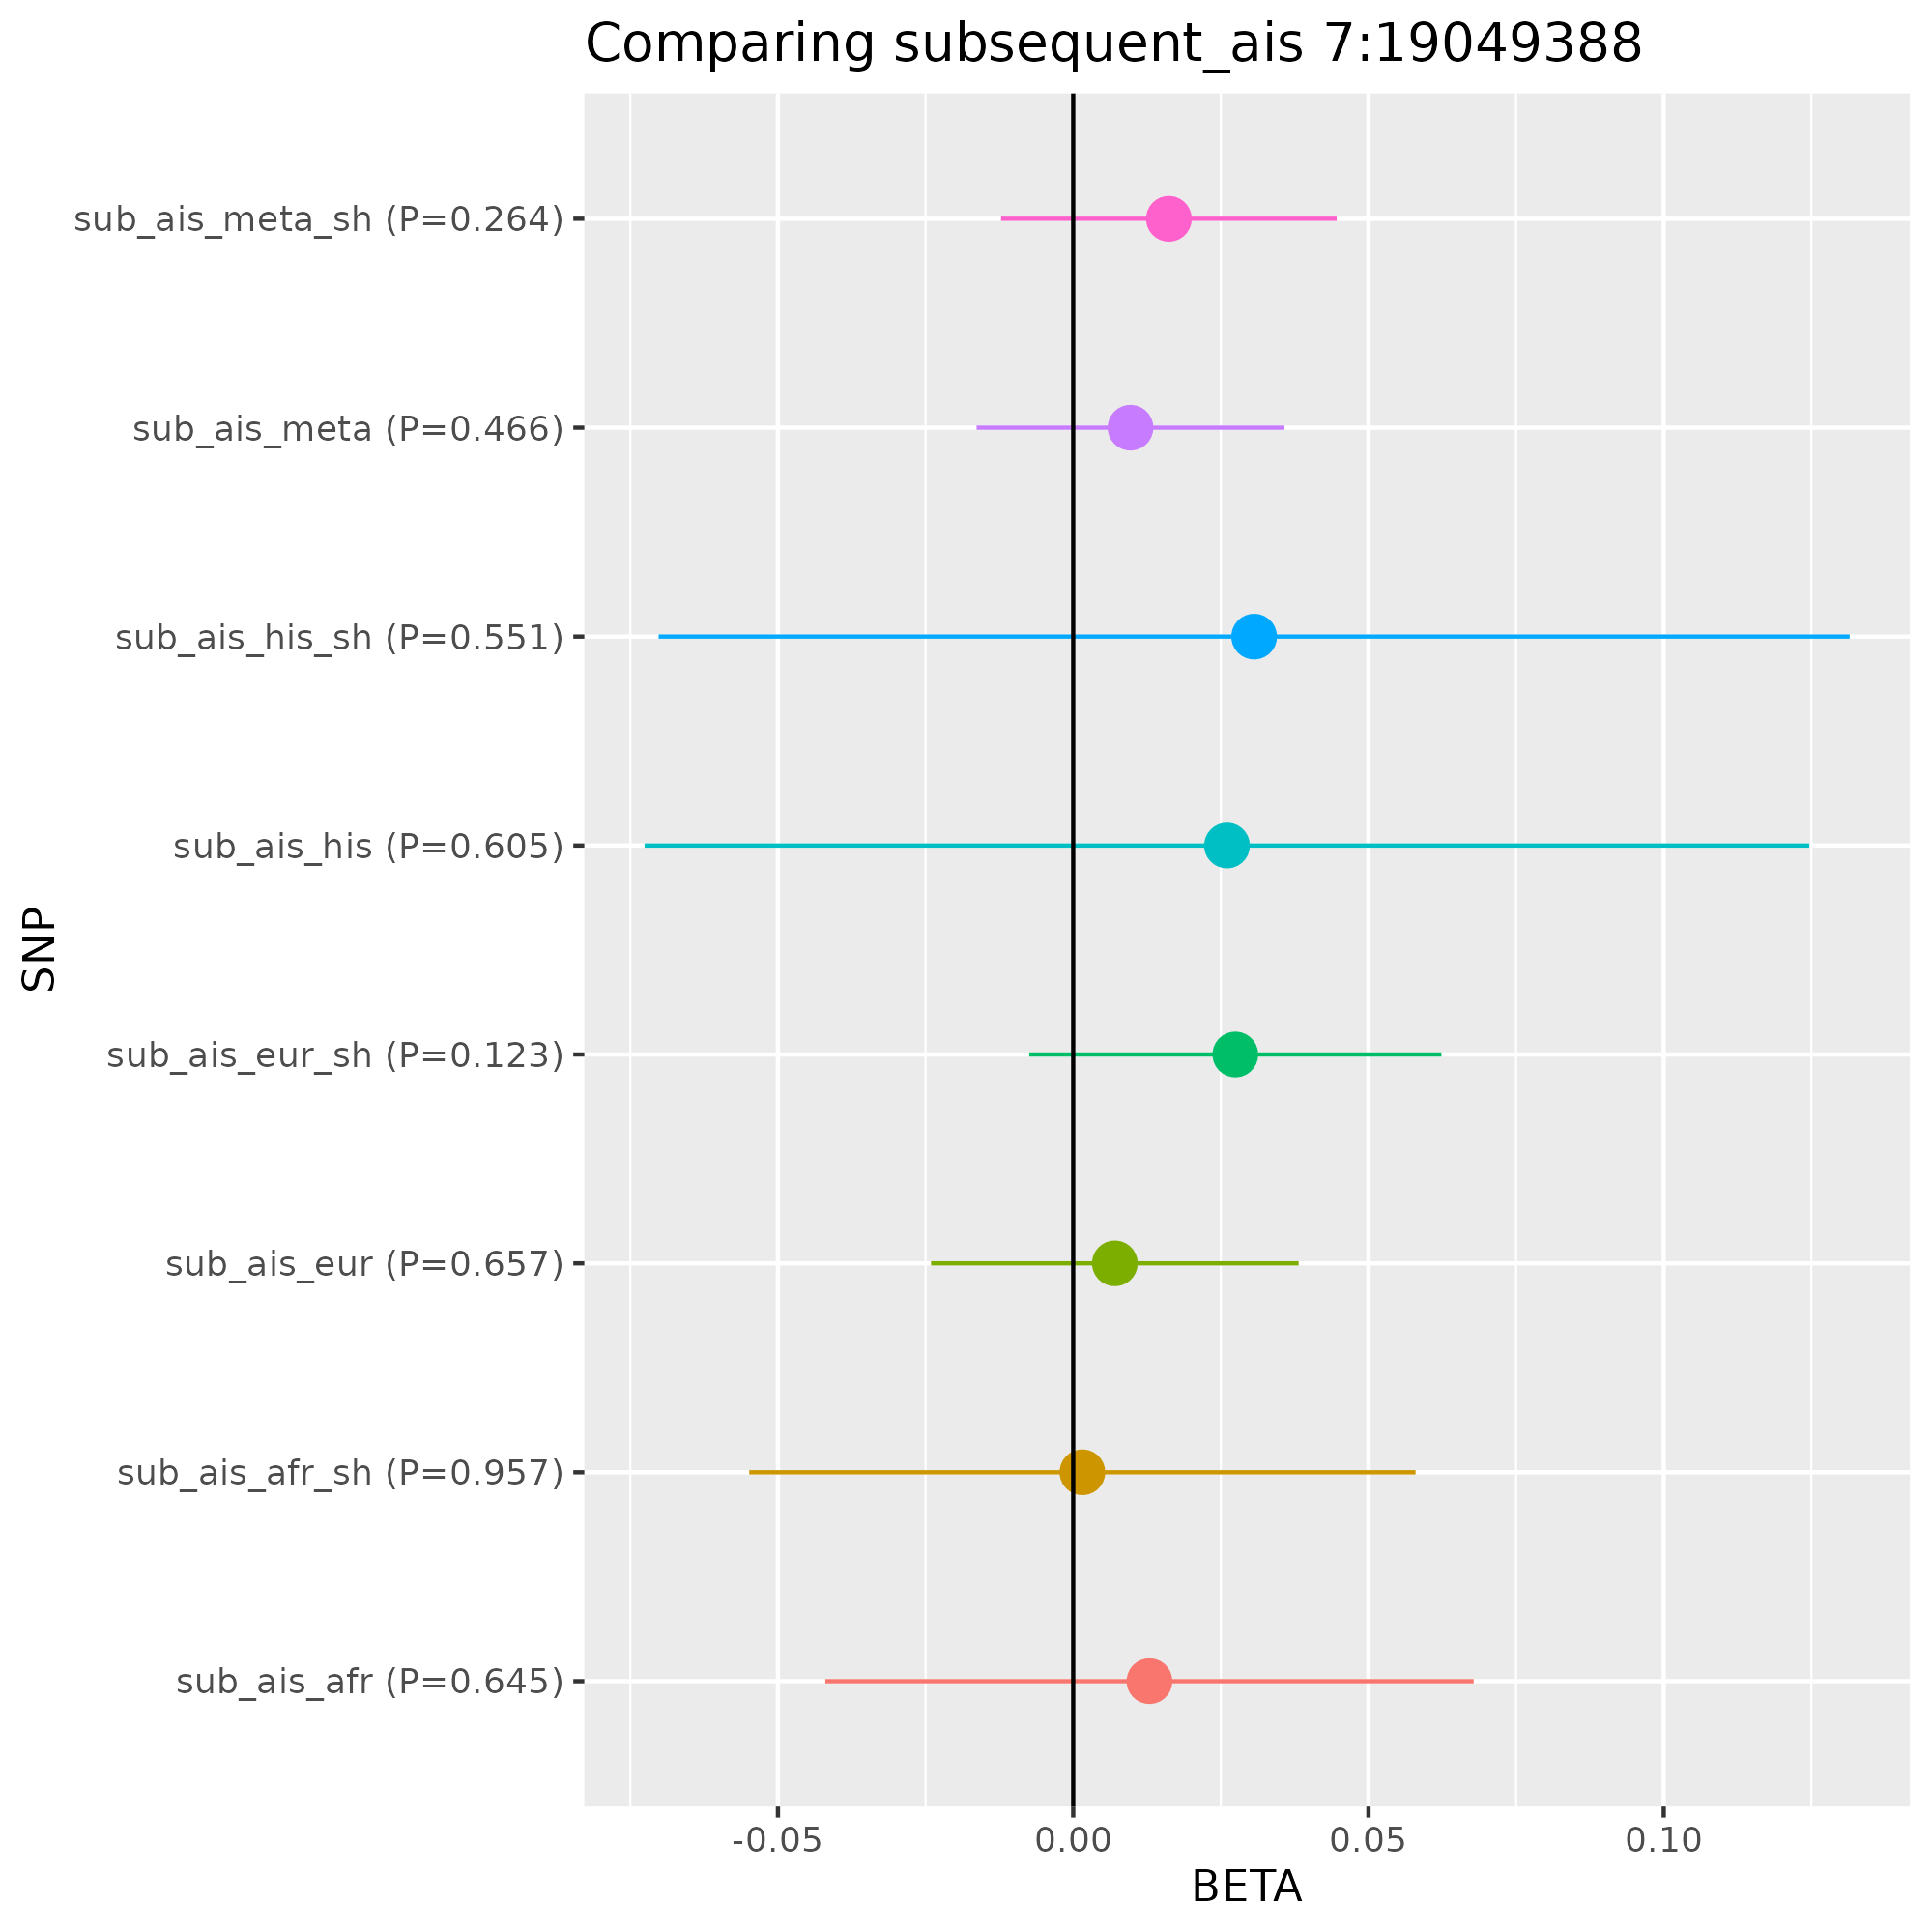 Comparing subsequent_ais 7:19049388
sub_ais_meta_sh (P=0.264)
sub_ais_meta (P=0.466)
sub_ais_his_sh (P=0.551)
sub_ais_his (P=0.605)
SNP
sub_ais_eur_sh (P=0.123)
sub_ais_eur (P=0.657)
sub_ais_afr_sh (P=0.957)
sub_ais_afr (P=0.645)
-0.05 0.00 0.05 0.10
BETA